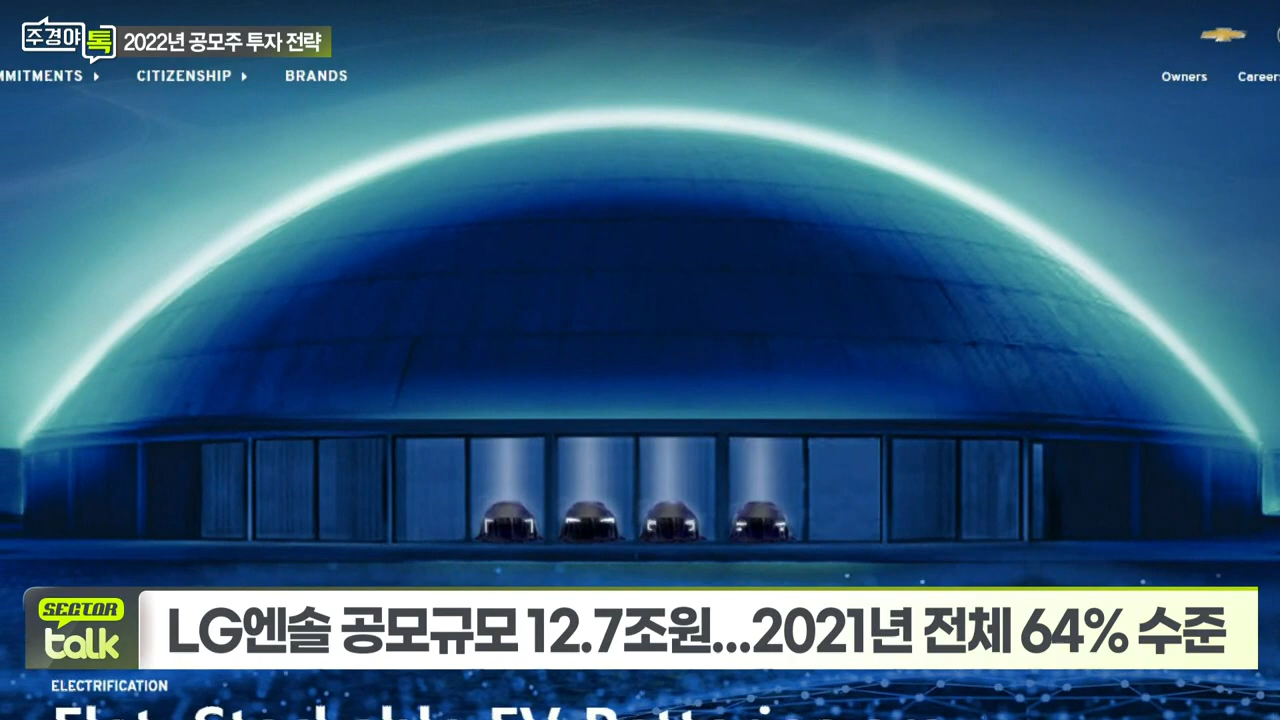 주경야톡 2022년 공모주 투자 전략
CITIZENSHIP BRANDS Owners
SECTOR talk
LG엔솔 공모규모 12.7조원...2021년 전체 64% 수준
ELECTRIFICATION